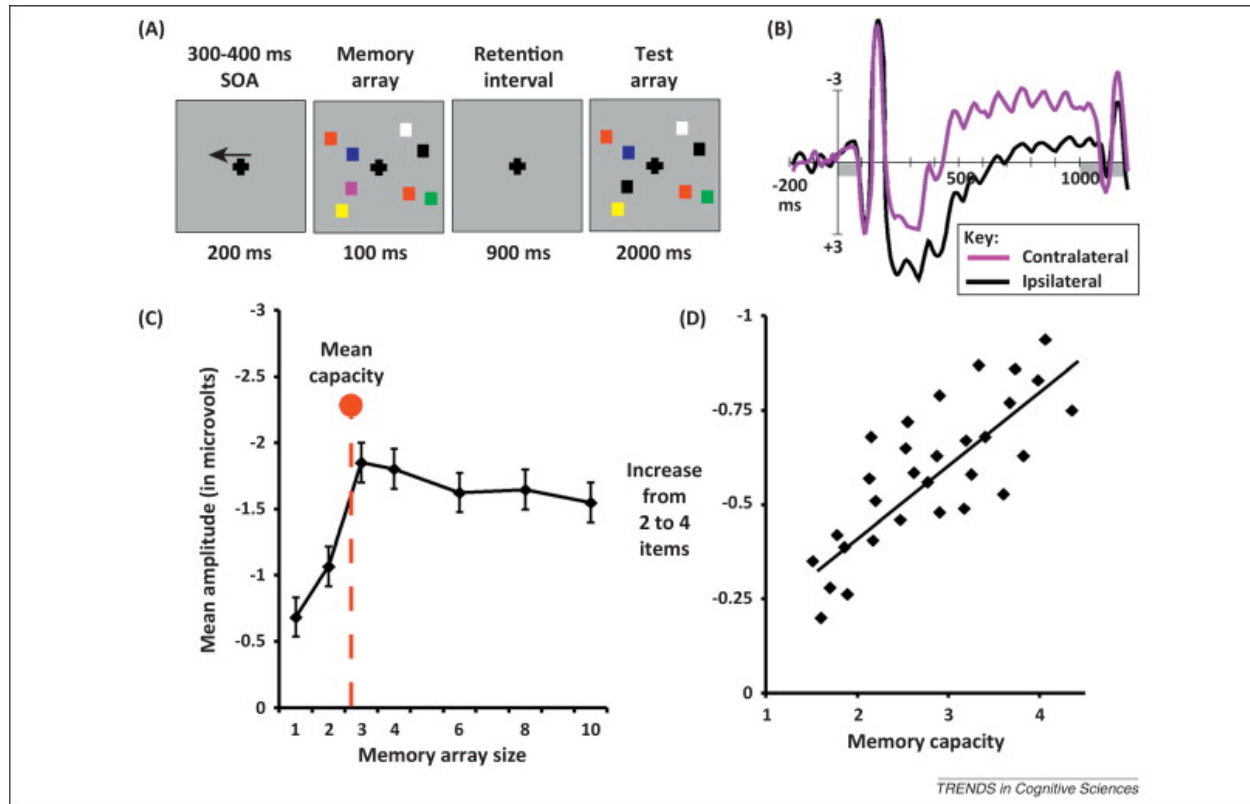 (A)
300-400 ms
SOA
Memory
array
Retention
interval
Test
array
200 ms
100 ms
900 ms
2000 ms
(B)
-3
-200
ms
500
1000
+3
Key:
Contralateral
Ipsilateral
(C)
Mean amplitude (in microvolts)
-3
-2.5
-2
-1.5
-1
-0.5
0
Mean
capacity
1 2 3 4 6 8 10
Memory array size
(D)
Increase
from
2 to 4
items
-1
-0.75
-0.5
-0.25
0
1 2 3 4
Memory capacity
TRENDS in Cognitive Sciences